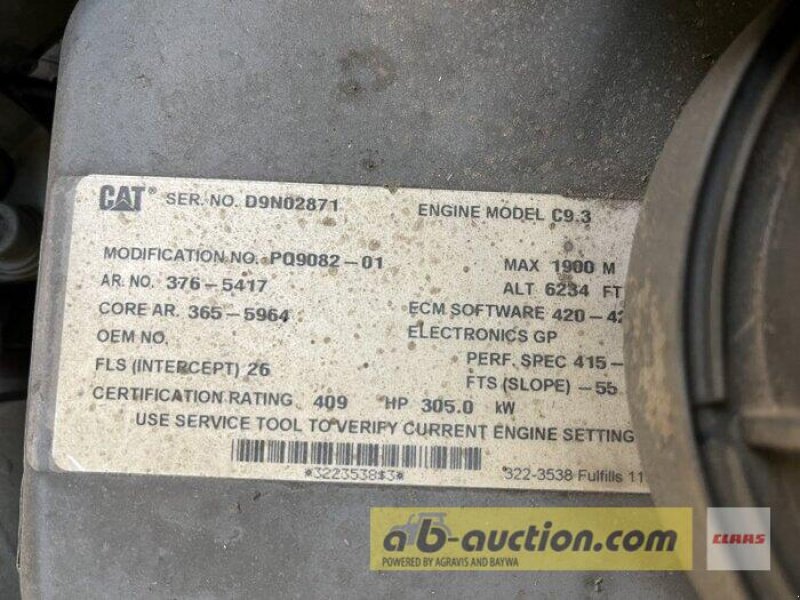 CAT® SER. NO. D9N02871 ENGINE MODEL C9.3
MODIFICATION NO. PQ9082-01 MAX 1900 M
AR. NO. 376-5417 ALT 6234 FT
CORE AR. 365-5964 ECM SOFTWARE 420-42
OEM NO. ELECTRONICS GP
PERF. SPEC 415-
FLS (INTERCEPT) 26 FTS (SLOPE) -55
CERTIFICATION RATING 409 HP 305.0 kW
USE SERVICE TOOL TO VERIFY CURRENT ENGINE SETTING
*3223538$3* 322-3538 Fulfills 11
ab-auction.com
POWERED BY AGRAVIS AND BAYWA
CLAAS